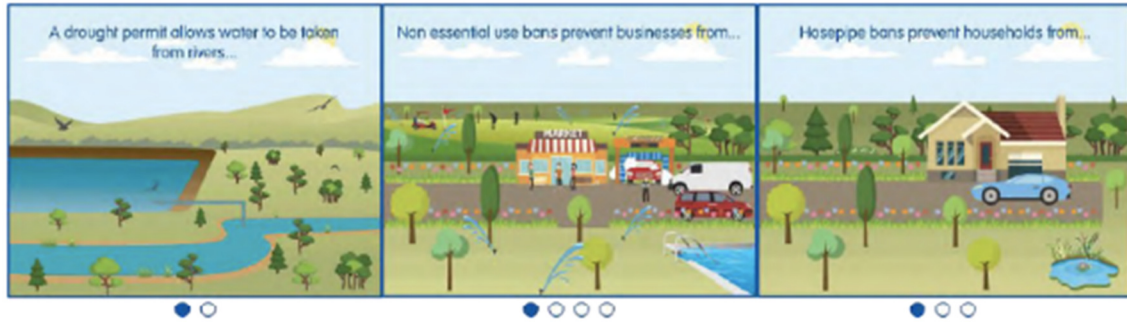 A drought permit allows water to be taken
from rivers...
Non essential use bans prevent businesses from...
Hosepipe bans prevent households from...
MARKET